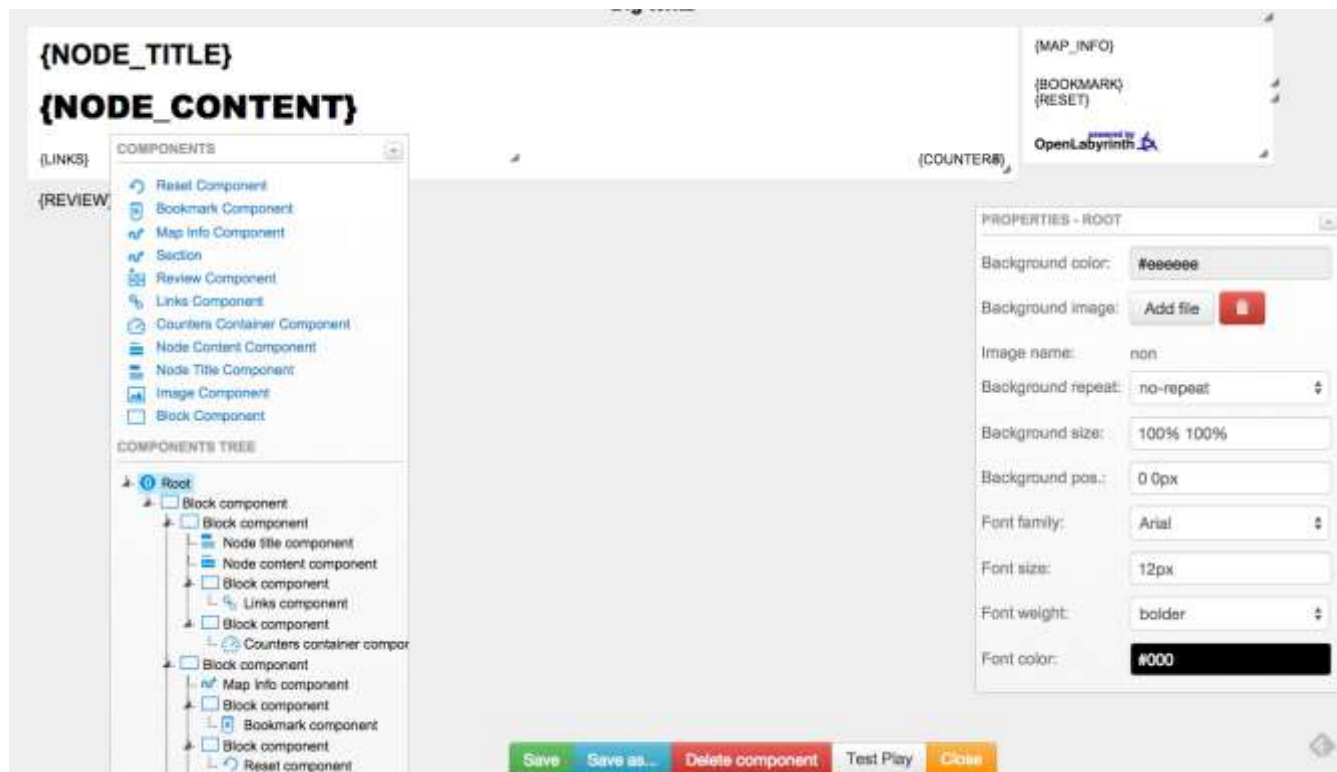 {NODE_TITLE}
{NODE_CONTENT}
{LINKS}
{COUNTERS}
{REVIEW
{MAP_INFO}
{BOOKMARK}
{RESET}
powered by
OpenLabyrinth
COMPONENTS
Reset Component
Bookmark Component
Map Info Component
Section
Review Component
Links Component
Counters Container Component
Node Content Component
Node Title Component
Image Component
Block Component
COMPONENTS TREE
Root
Block component
Block component
Node title component
Node content component
Block component
Links component
Block component
Counters container compor
Block component
Map info component
Block component
Bookmark component
Block component
Reset component
PROPERTIES - ROOT
Background color: #eeeeee
Background image: Add file
Image name: non
Background repeat: no-repeat
Background size: 100% 100%
Background pos.: 0 0px
Font family: Arial
Font size: 12px
Font weight: bolder
Font color: #000
Save Save as... Delete component Test Play Close